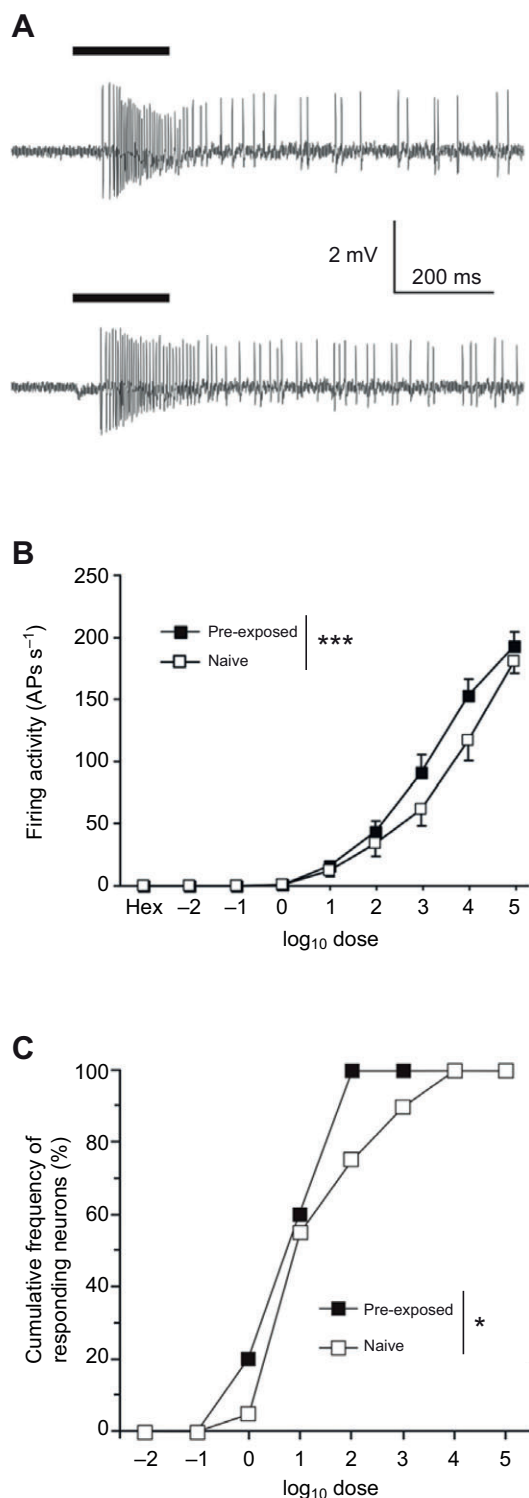 A
2 mV
200 ms
B
250
200
150
100
50
0
Firing activity (APs s⁻¹)
Pre-exposed
Naive
***
Hex –2 –1 0 1 2 3 4 5
log₁₀ dose
C
100
80
60
40
20
0
Cumulative frequency of
responding neurons (%)
Pre-exposed
Naive
*
–2 –1 0 1 2 3 4 5
log₁₀ dose